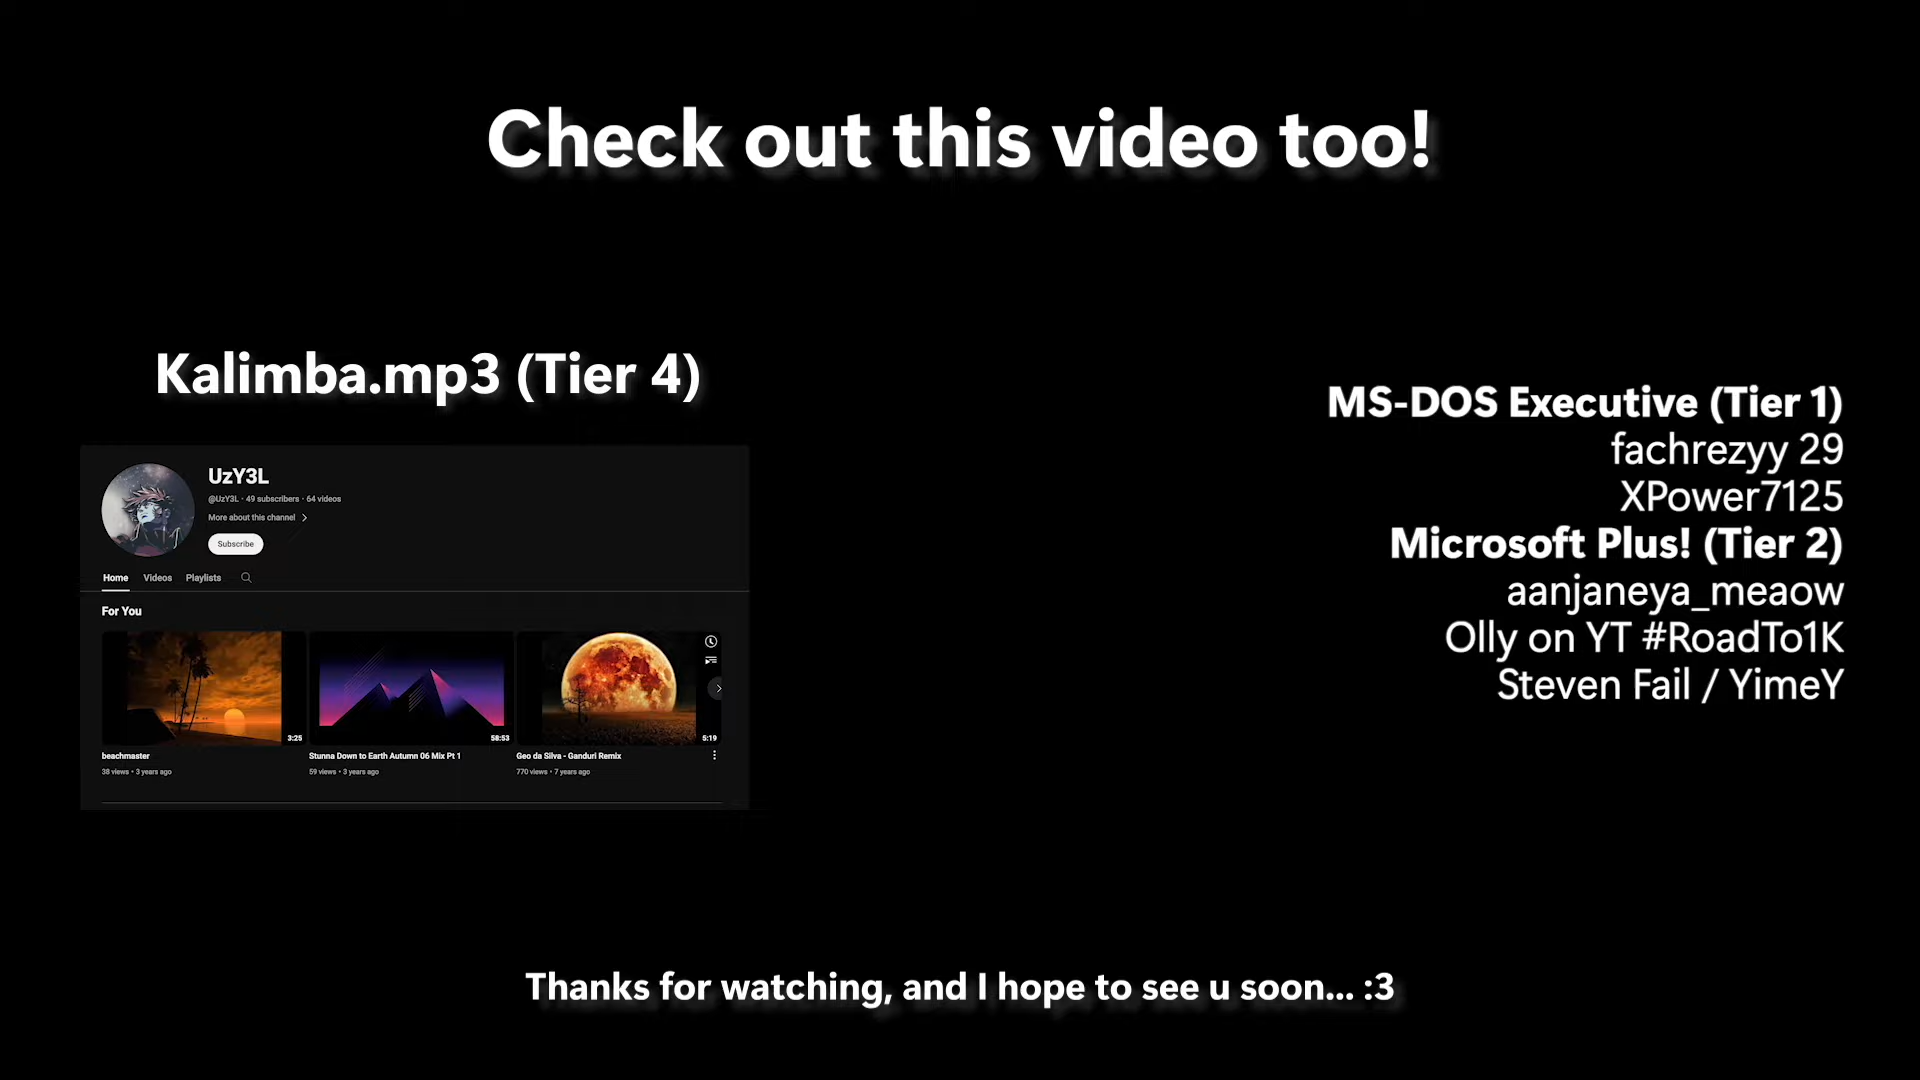 Check out this video too!
Kalimba.mp3 (Tier 4)
UzY3L
@UzY3L · 49 subscribers · 64 videos
More about this channel
Subscribe
Home Videos Playlists
For You
3:25 58:53 5:19
beachmaster
38 views • 3 years ago
Stunna Down to Earth Autumn 06 Mix Pt 1
59 views • 3 years ago
Geo da Silva - Ganduri Remix
770 views • 7 years ago
MS-DOS Executive (Tier 1)
fachrezyy 29
XPower7125
Microsoft Plus! (Tier 2)
aanjaneya_meaow
Olly on YT #RoadTo1K
Steven Fail / YimeY
Thanks for watching, and I hope to see u soon... :3